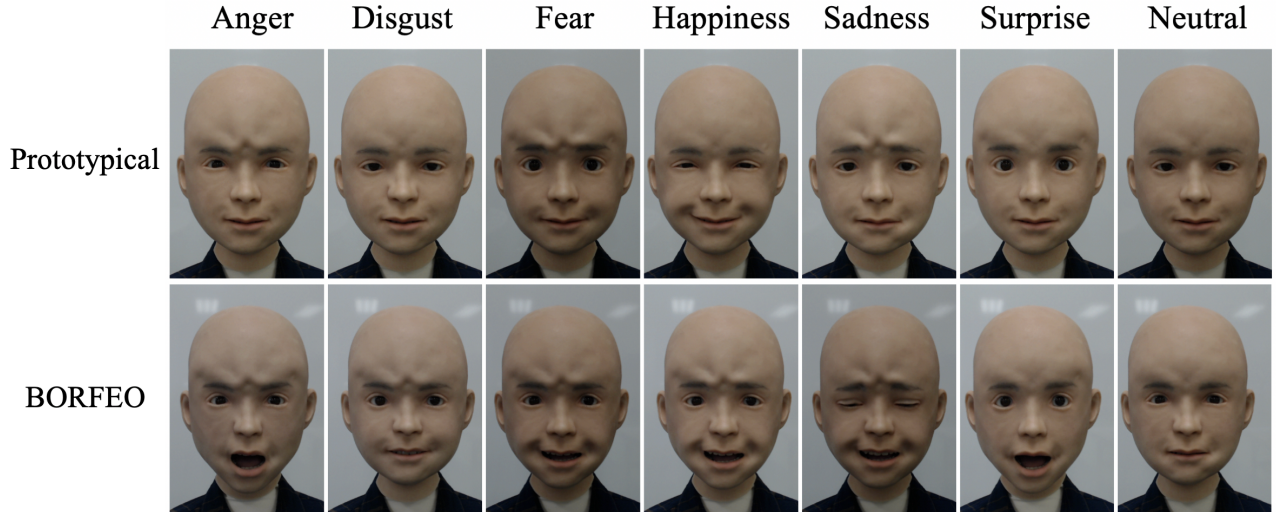 Anger Disgust Fear Happiness Sadness Surprise Neutral
Prototypical
BORFEO